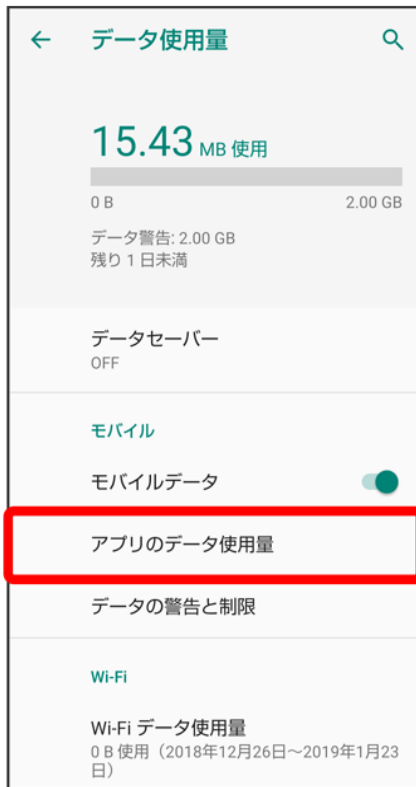 データ使用量
15.43 MB 使用
0 B 2.00 GB
データ警告: 2.00 GB
残り 1 日未満
データセーバー
OFF
モバイル
モバイルデータ
アプリのデータ使用量
データの警告と制限
Wi-Fi
Wi-Fi データ使用量
0 B 使用（2018年12月26日～2019年1月23
日）